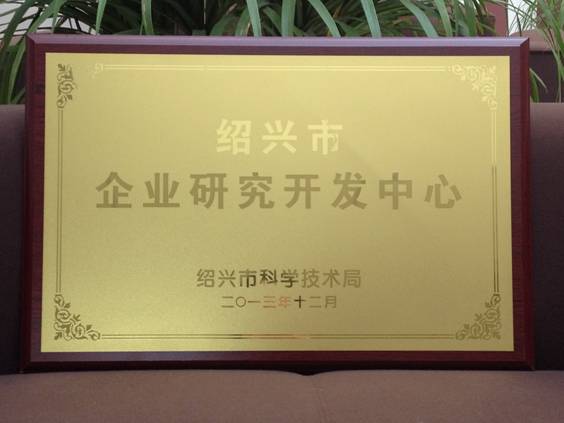 绍兴市
企业研究开发中心
绍兴市科学技术局
二〇一三年十二月